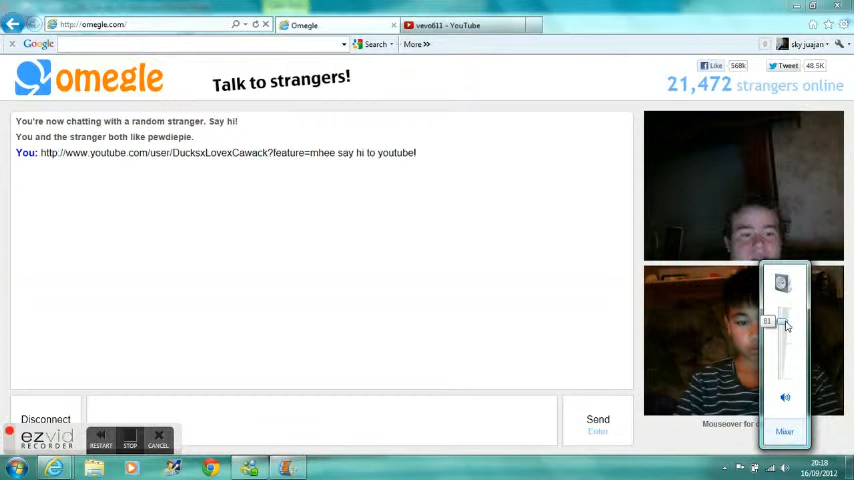 http://omegle.com/
Omegle
vevo611 - YouTube
Google
Search
More »
0
sky juajan
omegle
Talk to strangers!
Like 568k
Tweet 48.5K
21,472 strangers online
You're now chatting with a random stranger. Say hi!
You and the stranger both like pewdiepie.
You: http://www.youtube.com/user/DucksxLovexCawack?feature=mhee say hi to youtube!
81
Disconnect
Send
Enter
Mouseover for
Mixer
ezvid
RECORDER
RESTART
STOP
CANCEL
20:18
16/09/2012